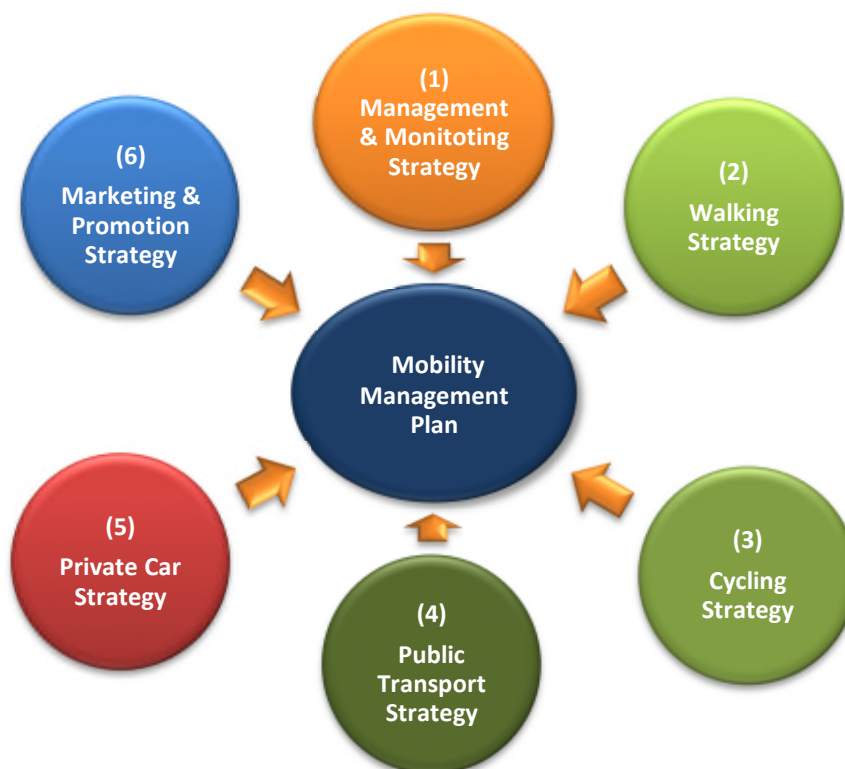 (1)
Management
& Monitoting
Strategy
(2)
Walking
Strategy
(3)
Cycling
Strategy
(4)
Public
Transport
Strategy
(5)
Private Car
Strategy
(6)
Marketing &
Promotion
Strategy
Mobility
Management
Plan